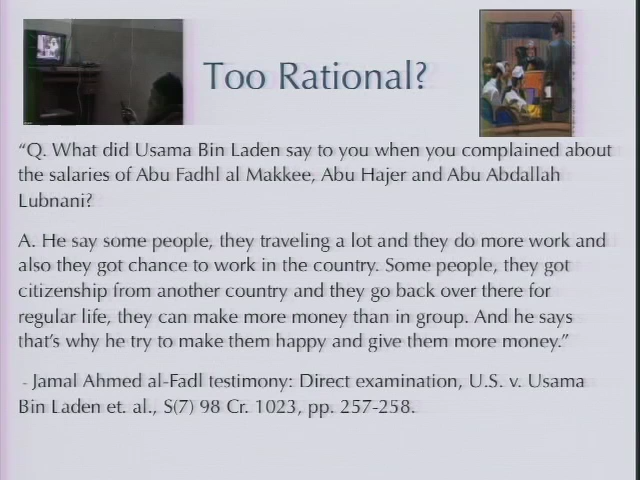 Too Rational?
“Q. What did Usama Bin Laden say to you when you complained about
the salaries of Abu Fadhl al Makkee, Abu Hajer and Abu Abdallah
Lubnani?
A. He say some people, they traveling a lot and they do more work and
also they got chance to work in the country. Some people, they got
citizenship from another country and they go back over there for
regular life, they can make more money than in group. And he says
that’s why he try to make them happy and give them more money.”
- Jamal Ahmed al-Fadl testimony: Direct examination, U.S. v. Usama
Bin Laden et. al., S(7) 98 Cr. 1023, pp. 257-258.